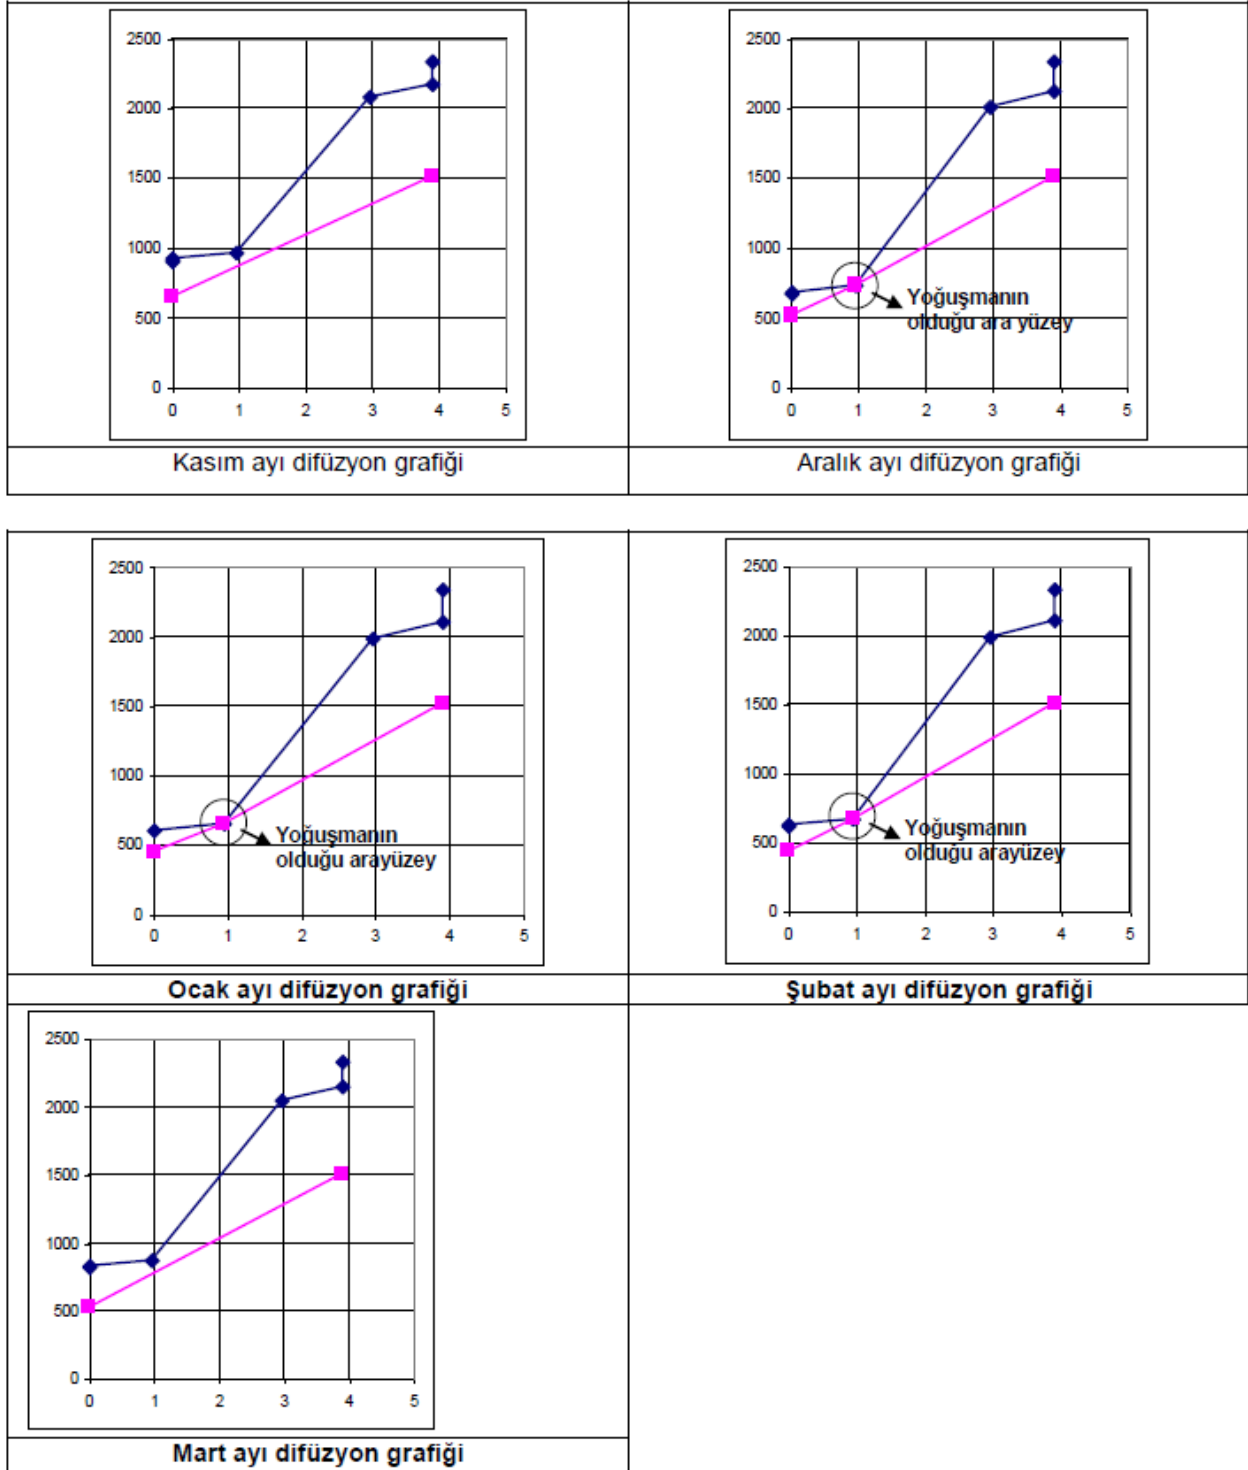 2500
2000
1500
1000
500
0
0 1 2 3 4 5
Kasım ayı difüzyon grafiği
2500
2000
1500
1000
500
0
0 1 2 3 4 5
Yoğuşmanın
olduğu ara yüzey
Aralık ayı difüzyon grafiği
2500
2000
1500
1000
500
0
0 1 2 3 4 5
Yoğuşmanın
olduğu arayüzey
Ocak ayı difüzyon grafiği
2500
2000
1500
1000
500
0
0 1 2 3 4 5
Yoğuşmanın
olduğu arayüzey
Şubat ayı difüzyon grafiği
2500
2000
1500
1000
500
0
0 1 2 3 4 5
Mart ayı difüzyon grafiği